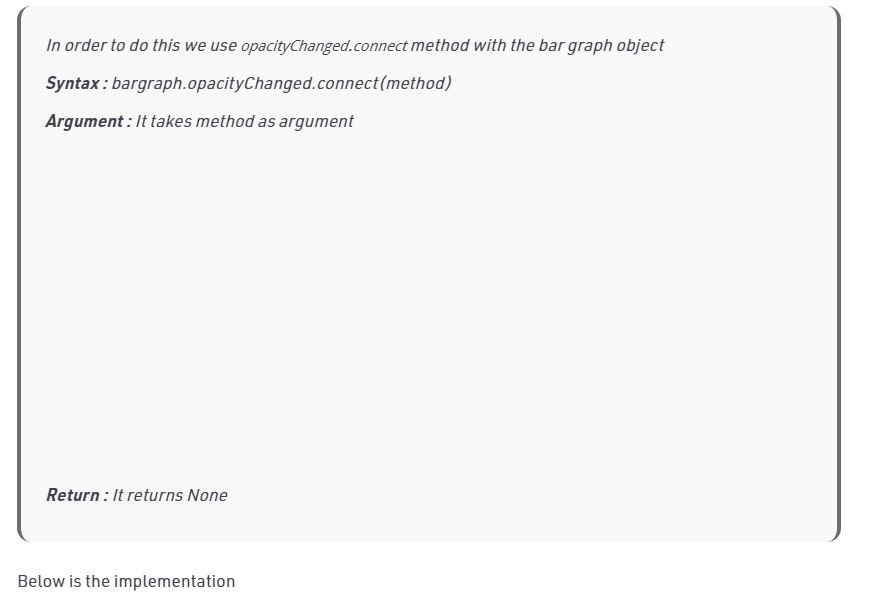 In order to do this we use opacityChanged.connect method with the bar graph object
Syntax : bargraph.opacityChanged.connect(method)
Argument : It takes method as argument
Return : It returns None
Below is the implementation